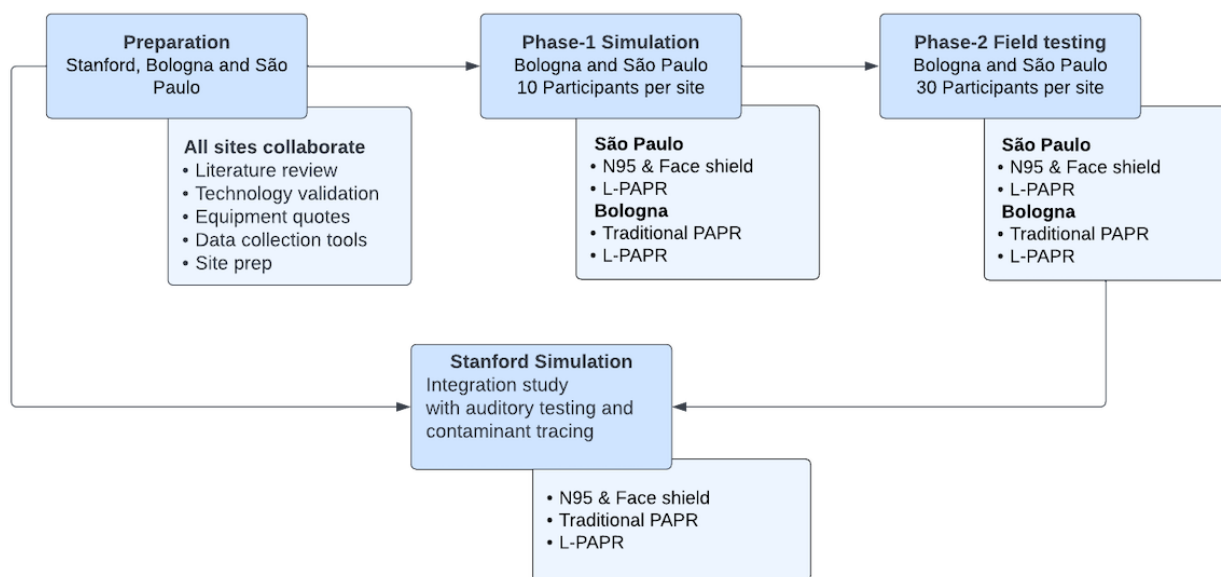 Preparation
Stanford, Bologna and São
Paulo
All sites collaborate
• Literature review
• Technology validation
• Equipment quotes
• Data collection tools
• Site prep
Phase-1 Simulation
Bologna and São Paulo
10 Participants per site
São Paulo
• N95 & Face shield
• L-PAPR
Bologna
• Traditional PAPR
• L-PAPR
Phase-2 Field testing
Bologna and São Paulo
30 Participants per site
São Paulo
• N95 & Face shield
• L-PAPR
Bologna
• Traditional PAPR
• L-PAPR
Stanford Simulation
Integration study
with auditory testing and
contaminant tracing
• N95 & Face shield
• Traditional PAPR
• L-PAPR